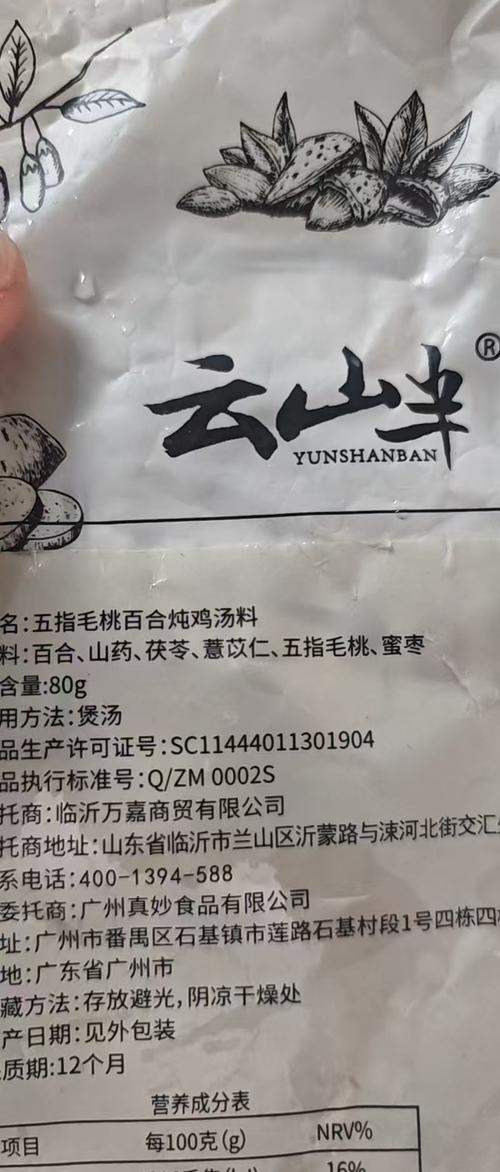 云山半®
YUNSHANBAN
名:五指毛桃百合炖鸡汤料
料:百合、山药、茯苓、薏苡仁、五指毛桃、蜜枣
含量:80g
用方法:煲汤
品生产许可证号:SC11444011301904
品执行标准号:Q/ZM 0002S
托商:临沂万嘉商贸有限公司
托商地址:山东省临沂市兰山区沂蒙路与涑河北街交汇
系电话:400-1394-588
委托商:广州真妙食品有限公司
址:广州市番禺区石基镇市莲路石基村段1号四栋四
地:广东省广州市
藏方法:存放避光,阴凉干燥处
产日期:见外包装
质期:12个月
营养成分表
项目 每100克(g) NRV%
16%